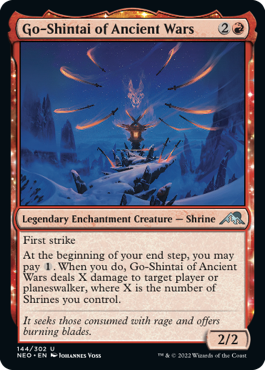 Go-Shintai of Ancient Wars 2
Legendary Enchantment Creature — Shrine
First strike
At the beginning of your end step, you may
pay 1. When you do, Go-Shintai of Ancient
Wars deals X damage to target player or
planeswalker, where X is the number of
Shrines you control.
It seeks those consumed with rage and offers
burning blades.
2/2
144/302 U
NEO • EN Johannes Voss
™ & © 2022 Wizards of the Coast